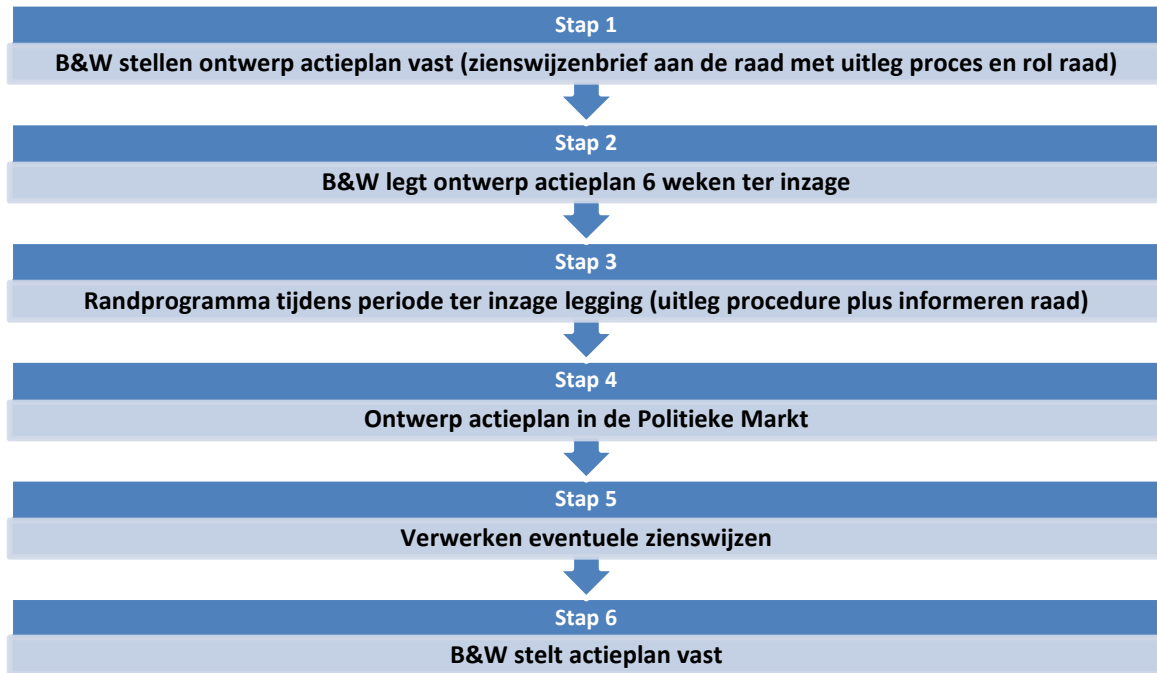 Stap 1
B&W stellen ontwerp actieplan vast (zienswijzenbrief aan de raad met uitleg proces en rol raad)
Stap 2
B&W legt ontwerp actieplan 6 weken ter inzage
Stap 3
Randprogramma tijdens periode ter inzage legging (uitleg procedure plus informeren raad)
Stap 4
Ontwerp actieplan in de Politieke Markt
Stap 5
Verwerken eventuele zienswijzen
Stap 6
B&W stelt actieplan vast